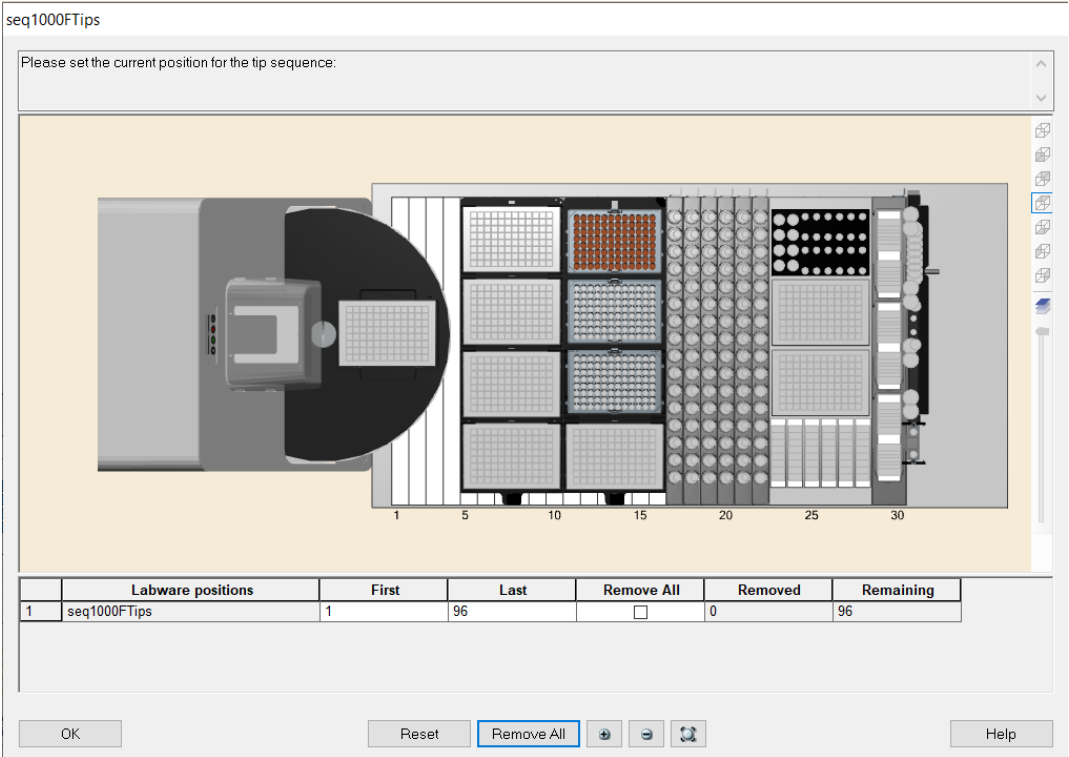 seq1000FTips
Please set the current position for the tip sequence:
1 5 10 15 20 25 30
Labware positions First Last Remove All Removed Remaining
1 seq1000FTips 1 96 0 96
OK Reset Remove All Help